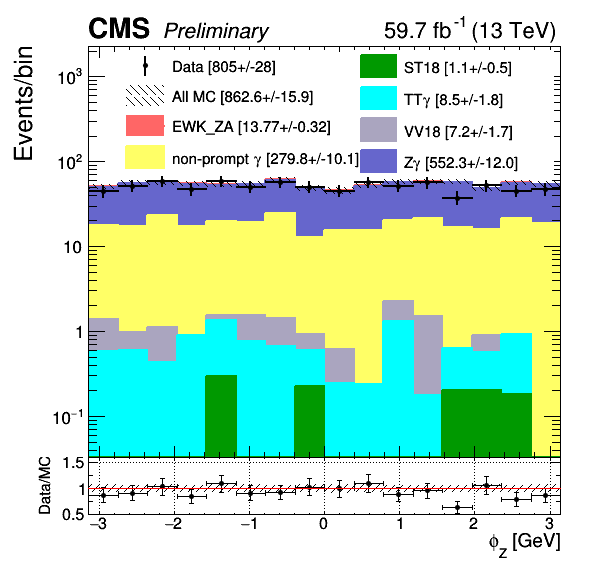 CMS Preliminary 59.7 fb⁻¹ (13 TeV)
Events/bin
Data [805+/-28]
All MC [862.6+/-15.9]
EWK_ZA [13.77+/-0.32]
non-prompt γ [279.8+/-10.1]
ST18 [1.1+/-0.5]
TTγ [8.5+/-1.8]
VV18 [7.2+/-1.7]
Zγ [552.3+/-12.0]
10³
10²
10
1
10⁻¹
Data/MC
1.5
1
0.5
−3 −2 −1 0 1 2 3
ϕ_Z [GeV]